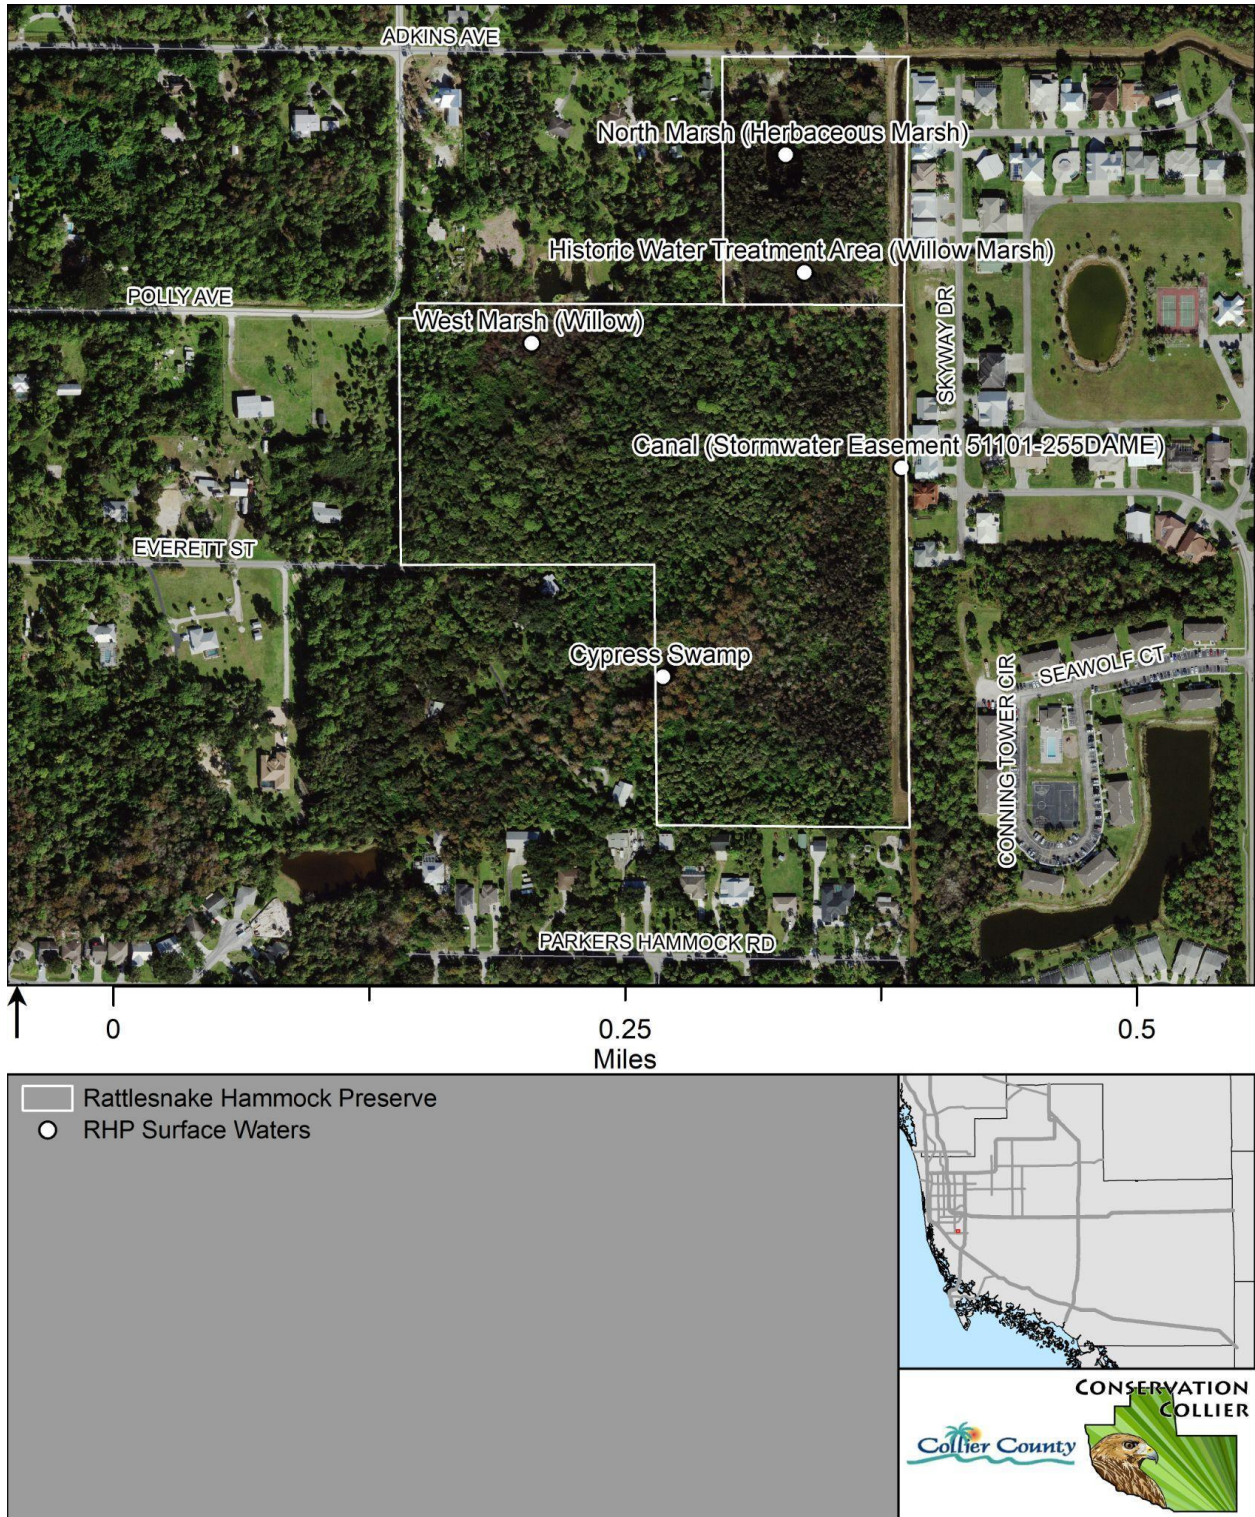 ADKINS AVE
North Marsh (Herbaceous Marsh)
Historic Water Treatment Area (Willow Marsh)
POLLY AVE
West Marsh (Willow)
SKYWAY DR
Canal (Stormwater Easement 51101-255DAME)
EVERETT ST
Cypress Swamp
SEAWOLF CT
CONNING TOWER CIR
PARKERS HAMMOCK RD
0 0.25 0.5
Miles
Rattlesnake Hammock Preserve
RHP Surface Waters
CONSERVATION
COLLIER
Collier County